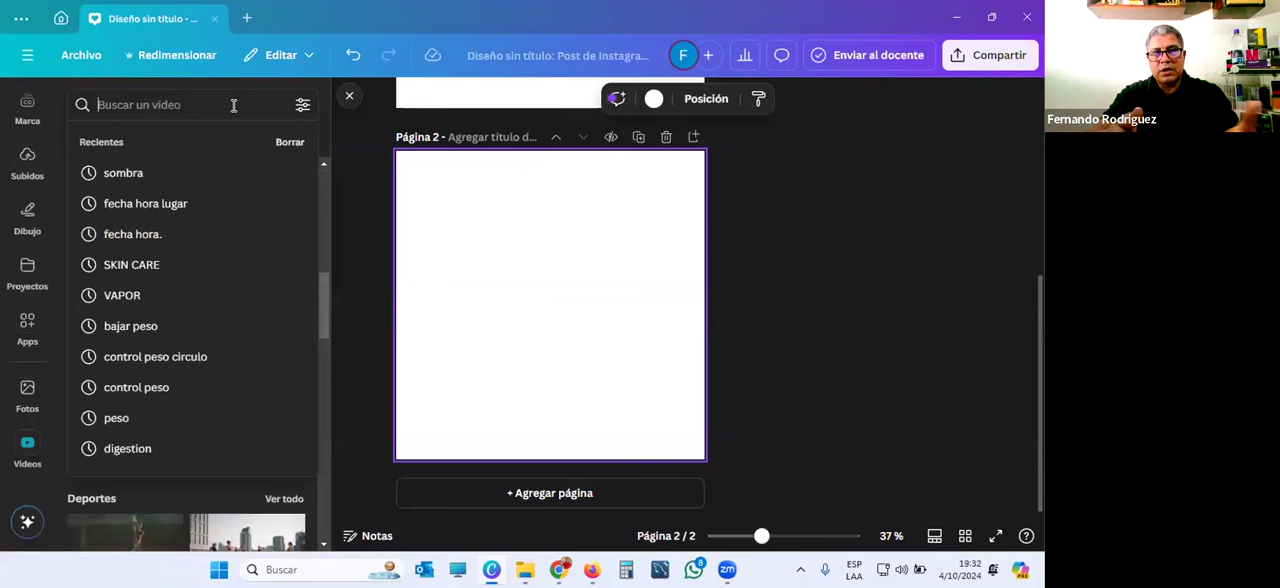 Diseño sin título - ...
Archivo
Redimensionar
Editar
Diseño sin título: Post de Instagra...
F
Enviar al docente
Compartir
Marca
Subidos
Dibujo
Proyectos
Apps
Fotos
Videos
Buscar un video
Recientes
Borrar
sombra
fecha hora lugar
fecha hora.
SKIN CARE
VAPOR
bajar peso
control peso circulo
control peso
peso
digestion
Deportes
Ver todo
Posición
Página 2 - Agregar título d...
+ Agregar página
Notas
Página 2 / 2
37 %
Fernando Rodriguez
Buscar
zm
ESP
LAA
19:32
4/10/2024